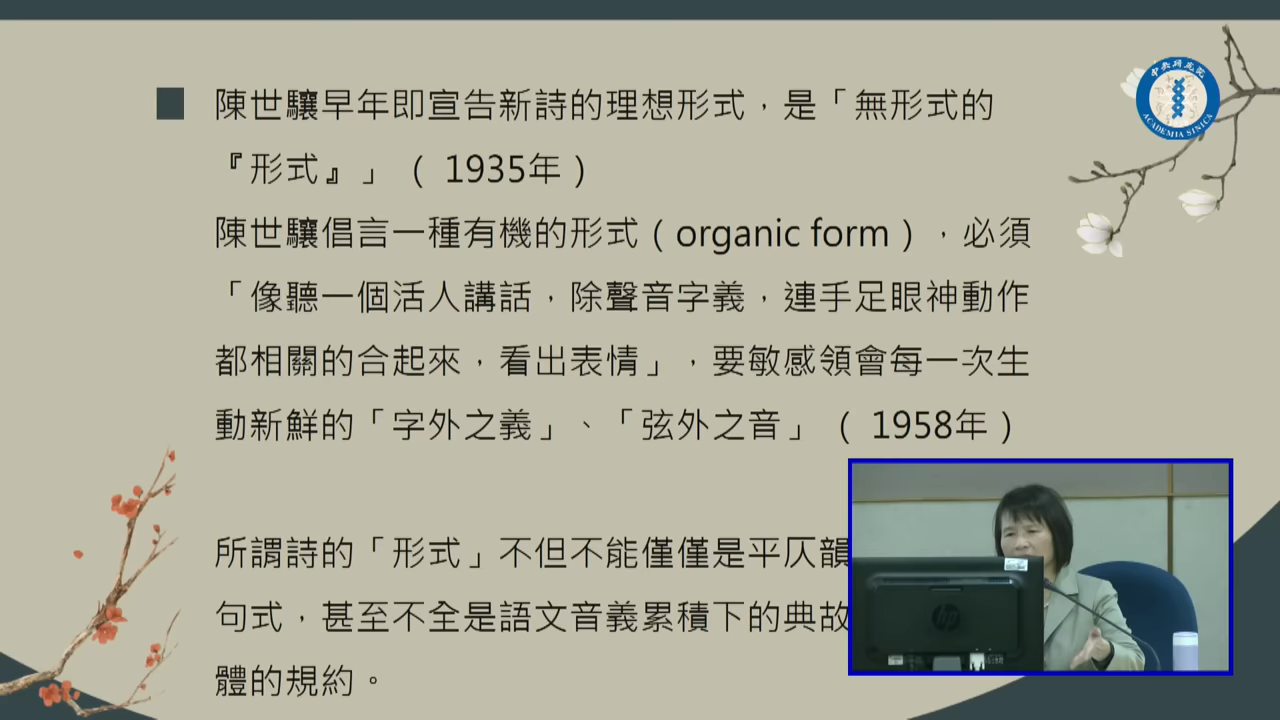 陳世驤早年即宣告新詩的理想形式，是「無形式的
『形式』」（1935年）
陳世驤倡言一種有機的形式（organic form），必須
「像聽一個活人講話，除聲音字義，連手足眼神動作
都相關的合起來，看出表情」，要敏感領會每一次生
動新鮮的「字外之義」、「弦外之音」（1958年）
所謂詩的「形式」不但不能僅僅是平仄韻
句式，甚至不全是語文音義累積下的典故
體的規約。
中央研究院
ACADEMIA SINICA
hp